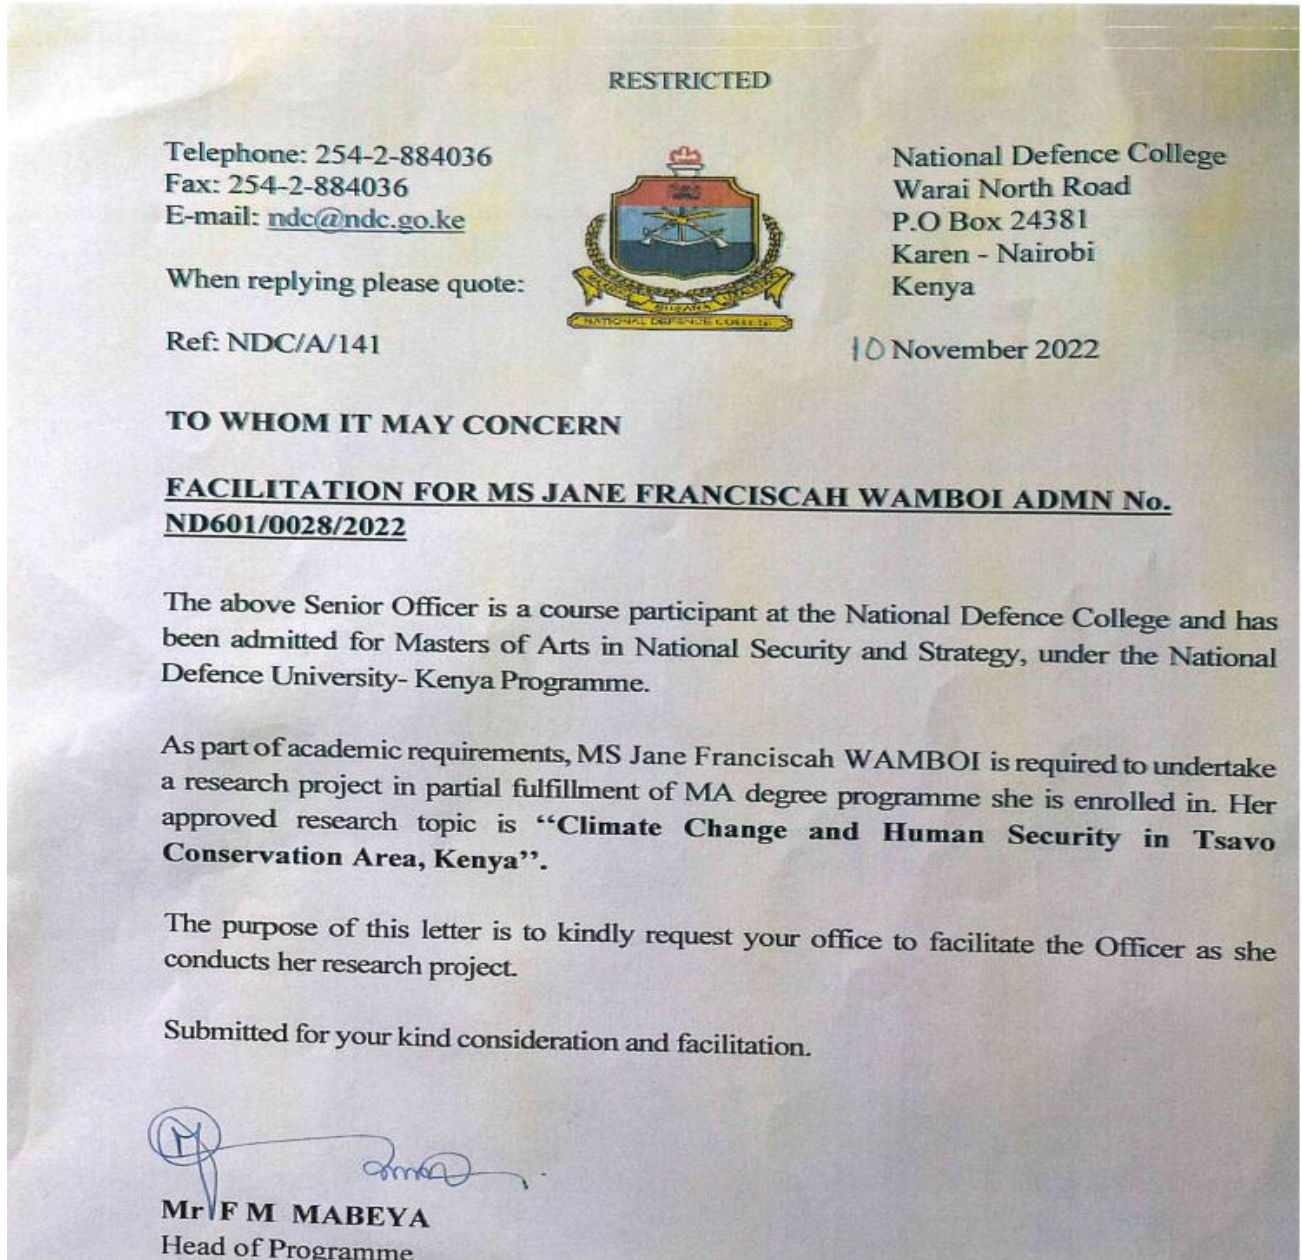 RESTRICTED
Telephone: 254-2-884036
Fax: 254-2-884036
E-mail: ndc@ndc.go.ke
When replying please quote:
Ref: NDC/A/141
NATIONAL DEFENCE COLLEGE
National Defence College
Warai North Road
P.O Box 24381
Karen - Nairobi
Kenya
10 November 2022
TO WHOM IT MAY CONCERN
FACILITATION FOR MS JANE FRANCISCAH WAMBOI ADMN No.
ND601/0028/2022
The above Senior Officer is a course participant at the National Defence College and has
been admitted for Masters of Arts in National Security and Strategy, under the National
Defence University- Kenya Programme.
As part of academic requirements, MS Jane Franciscah WAMBOI is required to undertake
a research project in partial fulfillment of MA degree programme she is enrolled in. Her
approved research topic is “Climate Change and Human Security in Tsavo
Conservation Area, Kenya”.
The purpose of this letter is to kindly request your office to facilitate the Officer as she
conducts her research project.
Submitted for your kind consideration and facilitation.
Mr F M MABEYA
Head of Programme